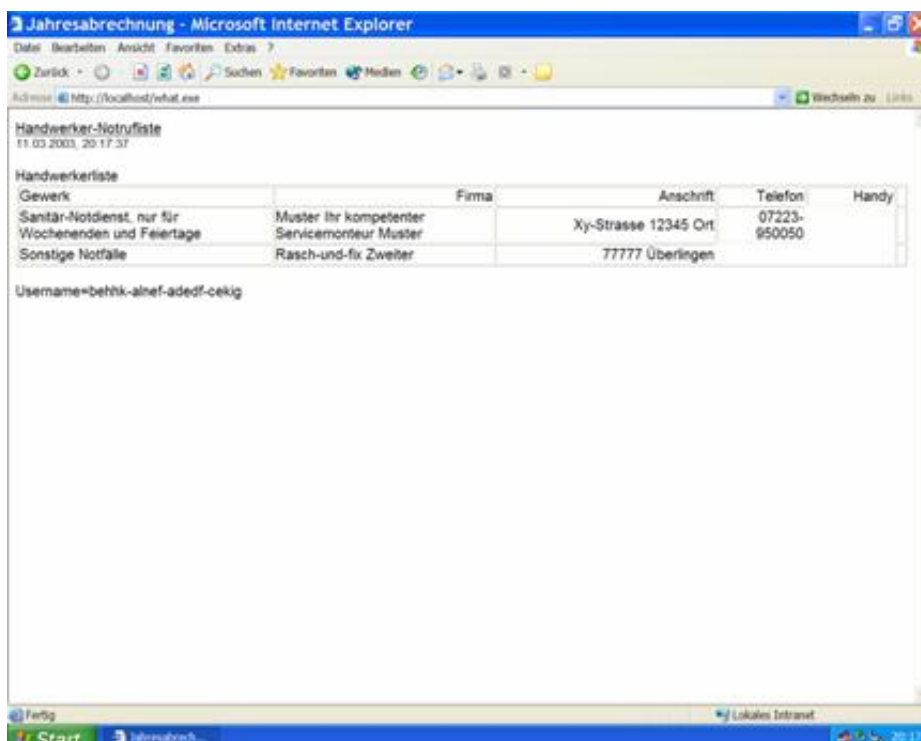 Jahresabrechnung - Microsoft Internet Explorer
Datei Bearbeiten Ansicht Favoriten Extras ?
Zurück Suchen Favoriten Medien
Adresse http://localhost/what.exe Wechseln zu Links
Handwerker-Notrufliste
11.03.2003, 20:17:37
Handwerkerliste
Gewerk Firma Anschrift Telefon Handy
Sanitär-Notdienst, nur für Wochenenden und Feiertage Muster Ihr kompetenter Servicemonteur Muster Xy-Strasse 12345 Ort 07223-950050
Sonstige Notfälle Rasch-und-fix Zweiter 77777 Überlingen
Username=behhk-alnef-adedf-cekig
Fertig Lokales Intranet
Start Jahresabrech... 20:17